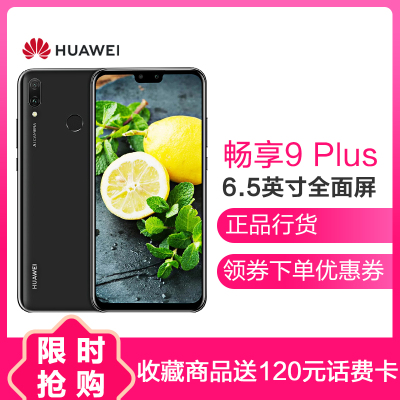 HUAWEI
畅享9 Plus
6.5英寸全面屏
正品行货
领券下单优惠券
AI CAMERA
HUAWEI
限时
抢购
收藏商品送120元话费卡